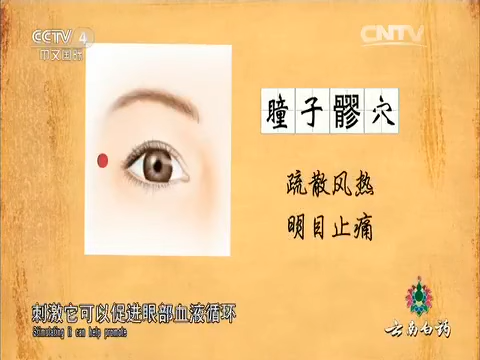 CCTV 4
中文国际
CNTV
瞳子髎穴
疏散风热
明目止痛
刺激它可以促进眼部血液循环
Stimulating it can help promote
云南白药